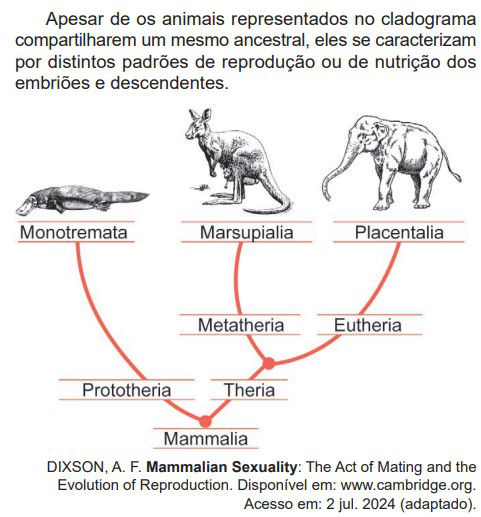 Apesar de os animais representados no cladograma
compartilharem um mesmo ancestral, eles se caracterizam
por distintos padrões de reprodução ou de nutrição dos
embriões e descendentes.
Monotremata
Marsupialia
Placentalia
Metatheria
Eutheria
Prototheria
Theria
Mammalia
DIXSON, A. F. Mammalian Sexuality: The Act of Mating and the
Evolution of Reproduction. Disponível em: www.cambridge.org.
Acesso em: 2 jul. 2024 (adaptado).